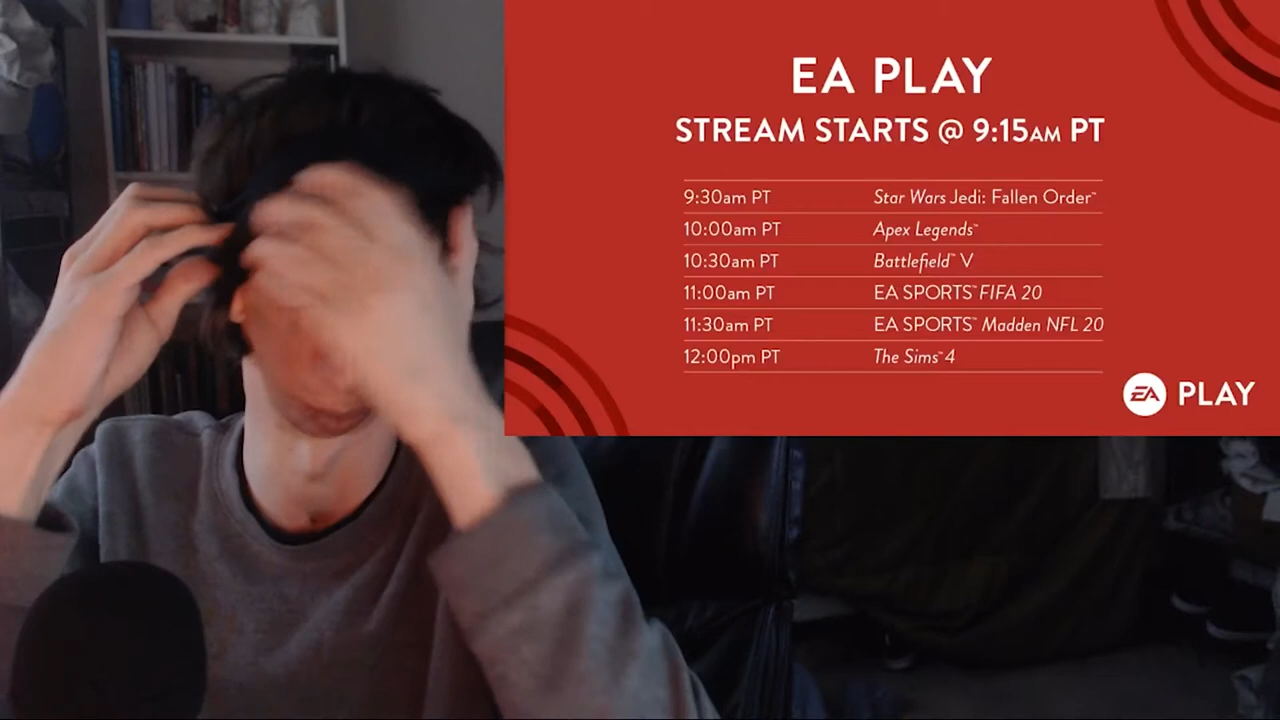 EA PLAY
STREAM STARTS @ 9:15AM PT
9:30am PT Star Wars Jedi: Fallen Order™
10:00am PT Apex Legends™
10:30am PT Battlefield™ V
11:00am PT EA SPORTS™ FIFA 20
11:30am PT EA SPORTS™ Madden NFL 20
12:00pm PT The Sims™ 4
EA PLAY